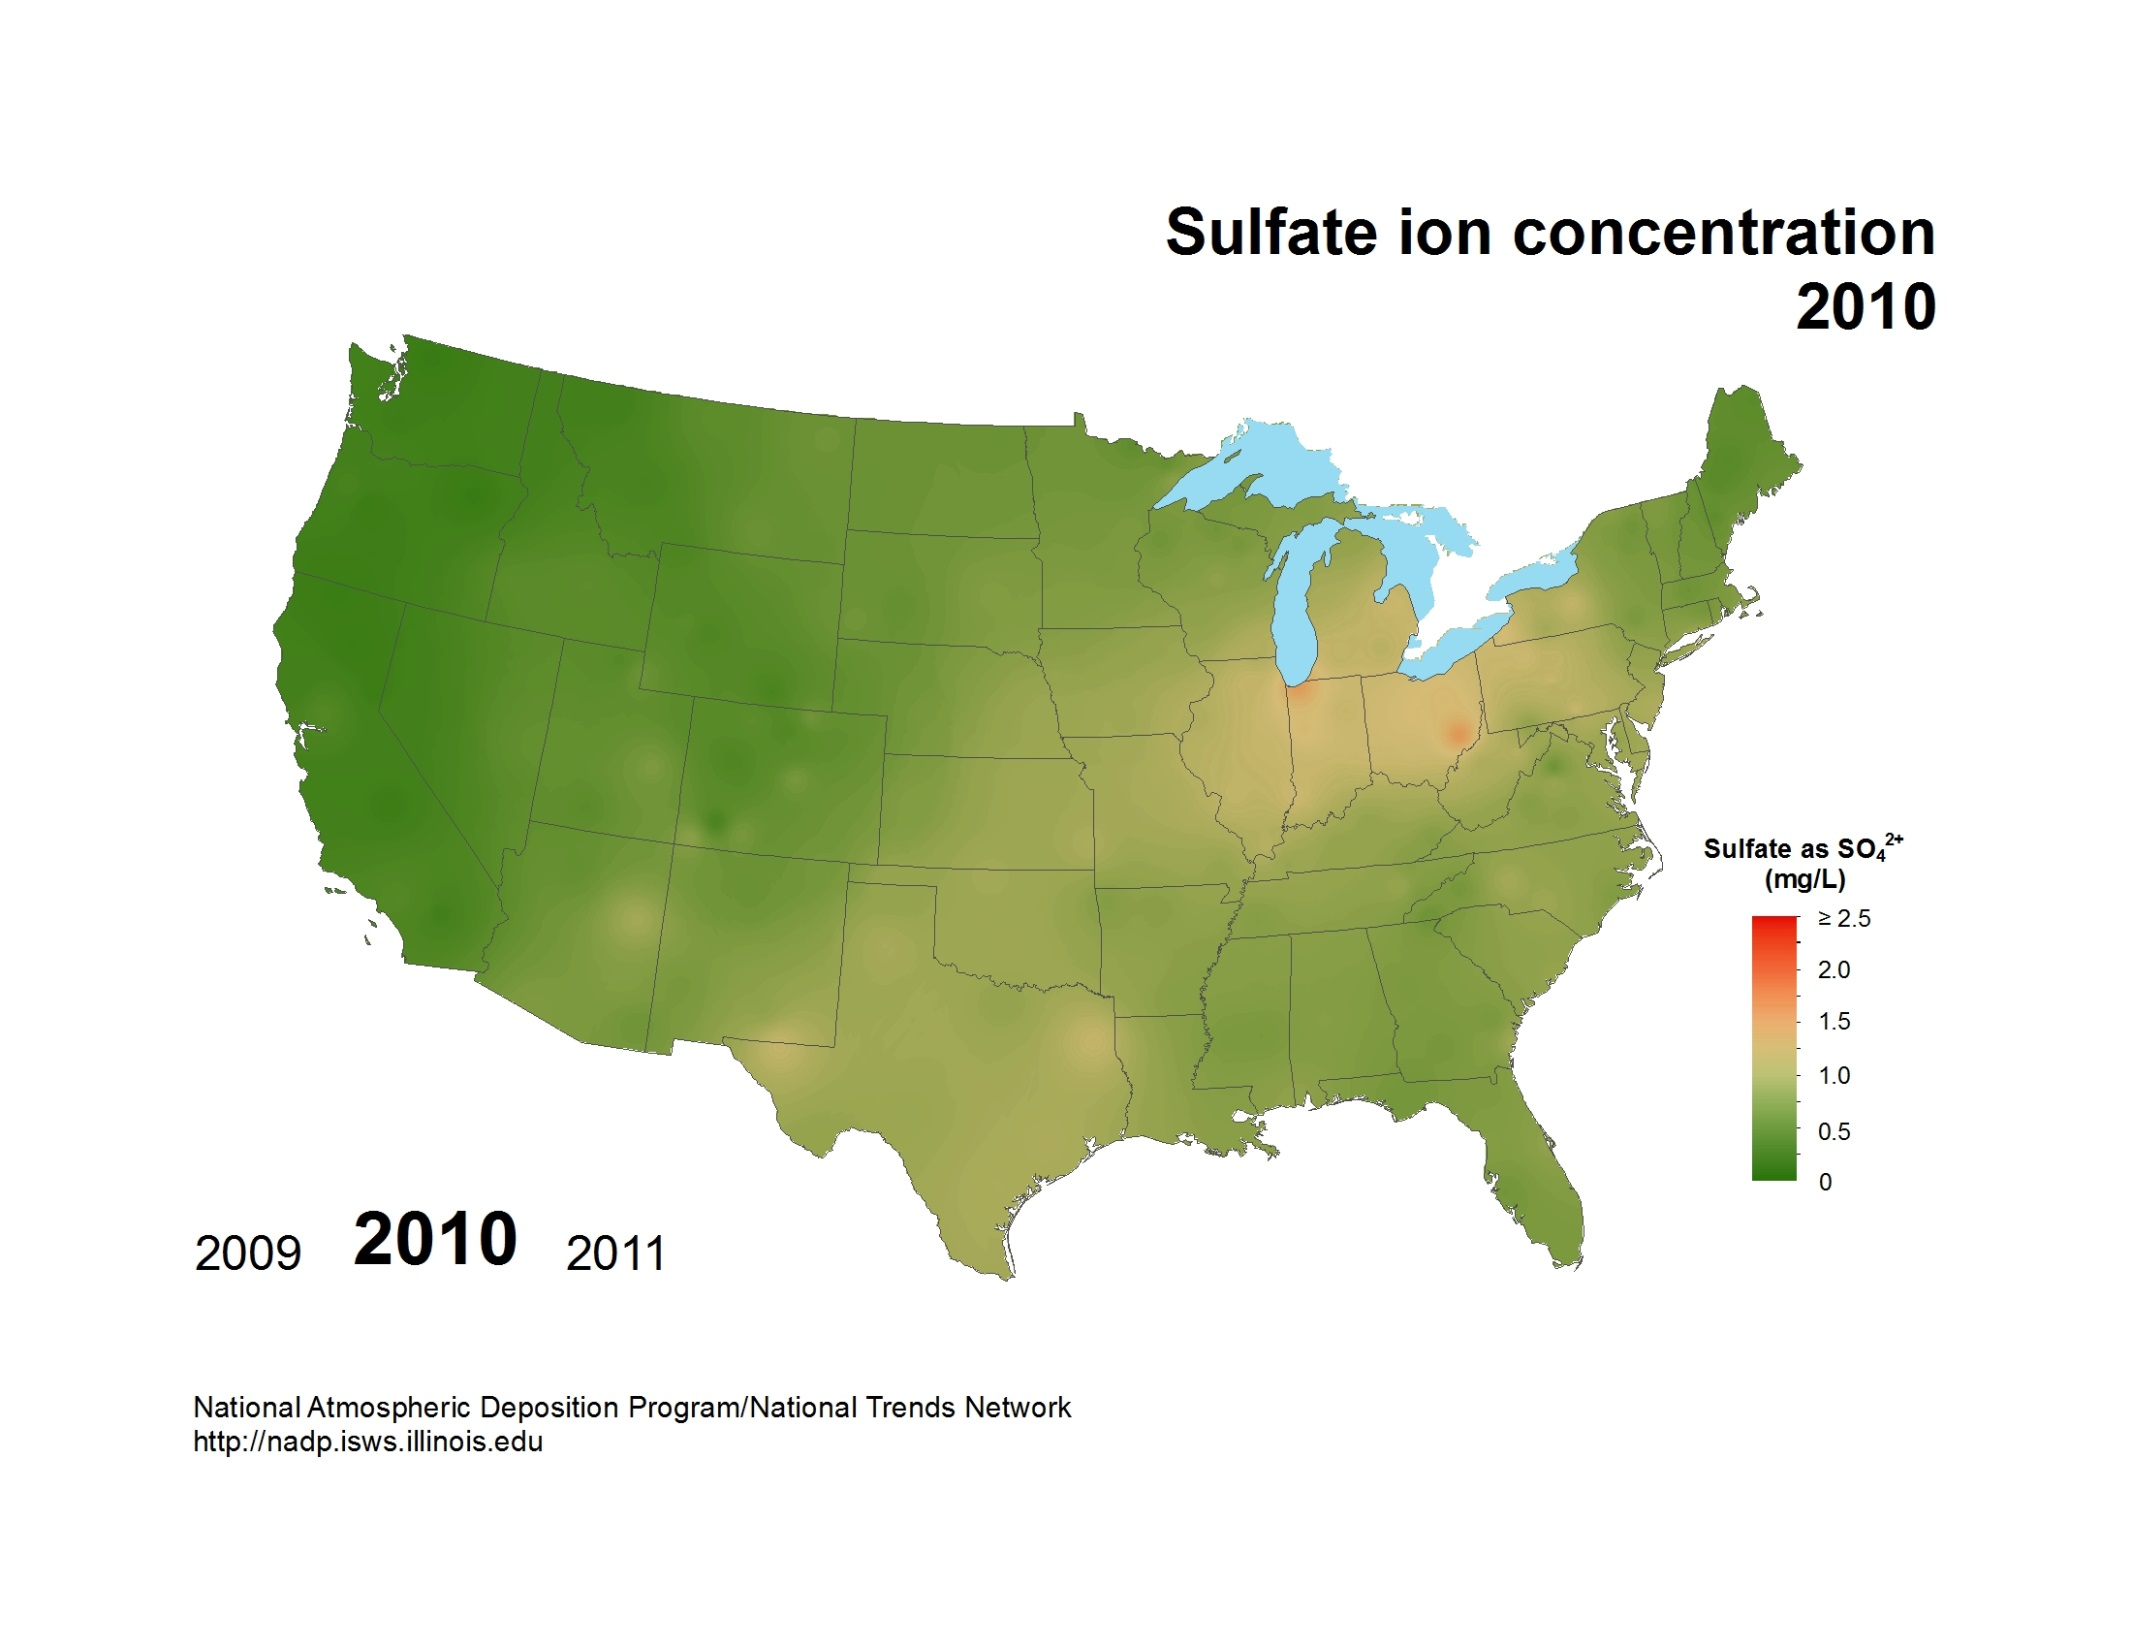 Sulfate ion concentration
2010
Sulfate as SO₄²⁺
(mg/L)
≥ 2.5
2.0
1.5
1.0
0.5
0
2009 2010 2011
National Atmospheric Deposition Program/National Trends Network
http://nadp.isws.illinois.edu